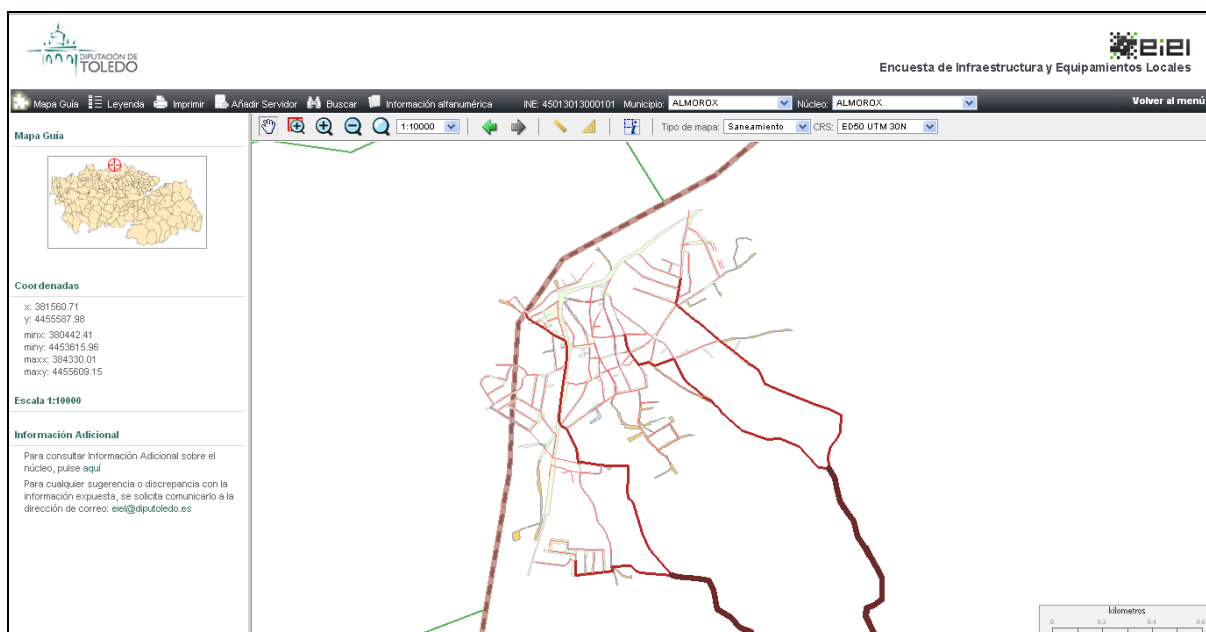 DIPUTACIÓN DE
TOLEDO
eiel
Encuesta de Infraestructura y Equipamientos Locales
Mapa Guía Leyenda Imprimir Añadir Servidor Buscar Información alfanumérica INE: 45013013000101 Municipio: ALMOROX Núcleo: ALMOROX Volver al menú
1:10000 Tipo de mapa: Saneamiento CRS: ED50 UTM 30N
Mapa Guía
Coordenadas
x: 381560.71
y: 4455587.98
minx: 380442.41
miny: 4453615.96
maxx: 384330.01
maxy: 4455609.15
Escala 1:10000
Información Adicional
Para consultar Información Adicional sobre el
núcleo, pulse aquí
Para cualquier sugerencia o discrepancia con la
información expuesta, se solicita comunicarlo a la
dirección de correo: eiel@diputoledo.es
kilometros
0 0.2 0.4 0.6